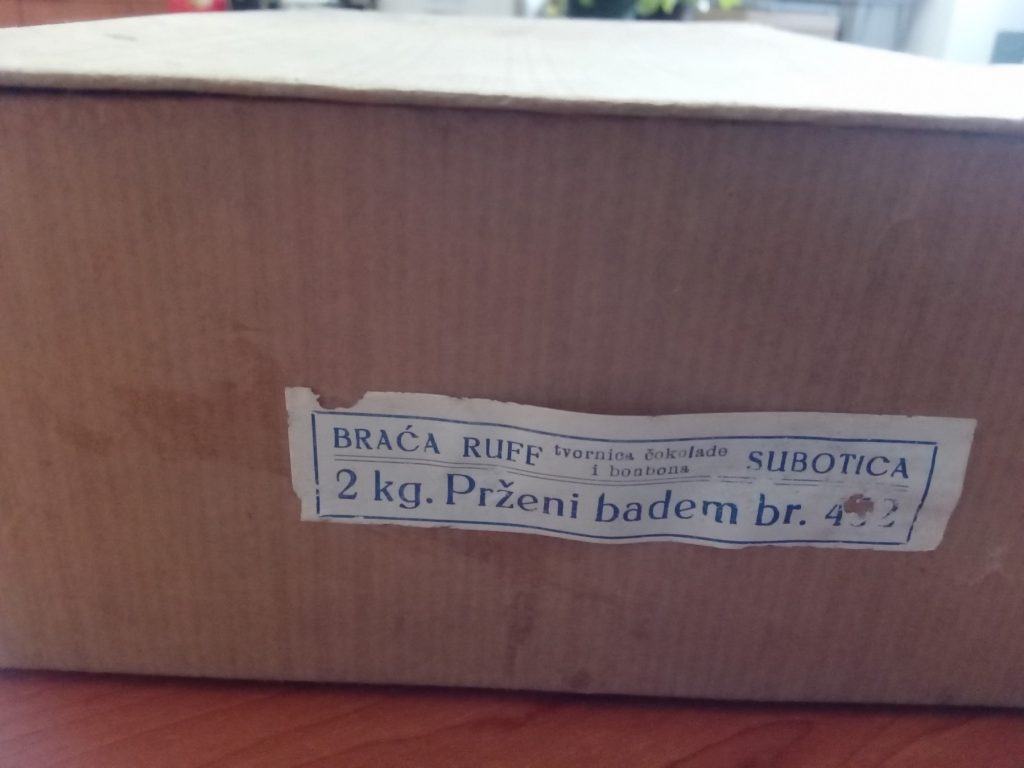 BRAĆA RUFF tvornica čokolade SUBOTICA
i bonbona
2 kg. Prženi badem br.